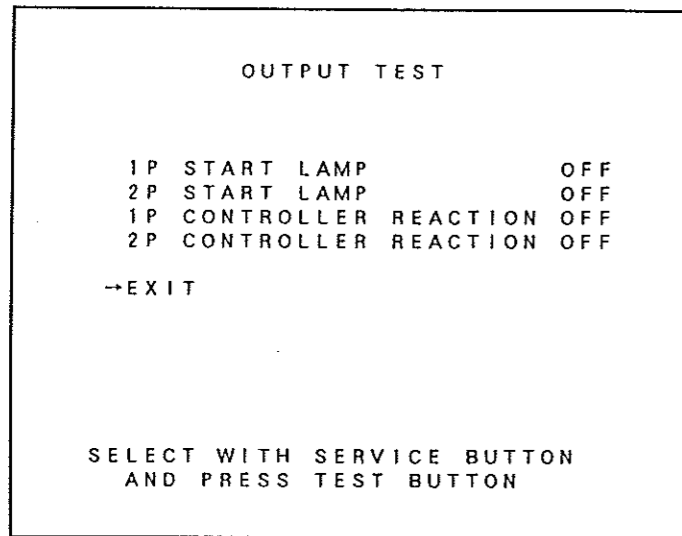 OUTPUT TEST
1P START LAMP OFF
2P START LAMP OFF
1P CONTROLLER REACTION OFF
2P CONTROLLER REACTION OFF
→EXIT
SELECT WITH SERVICE BUTTON
AND PRESS TEST BUTTON